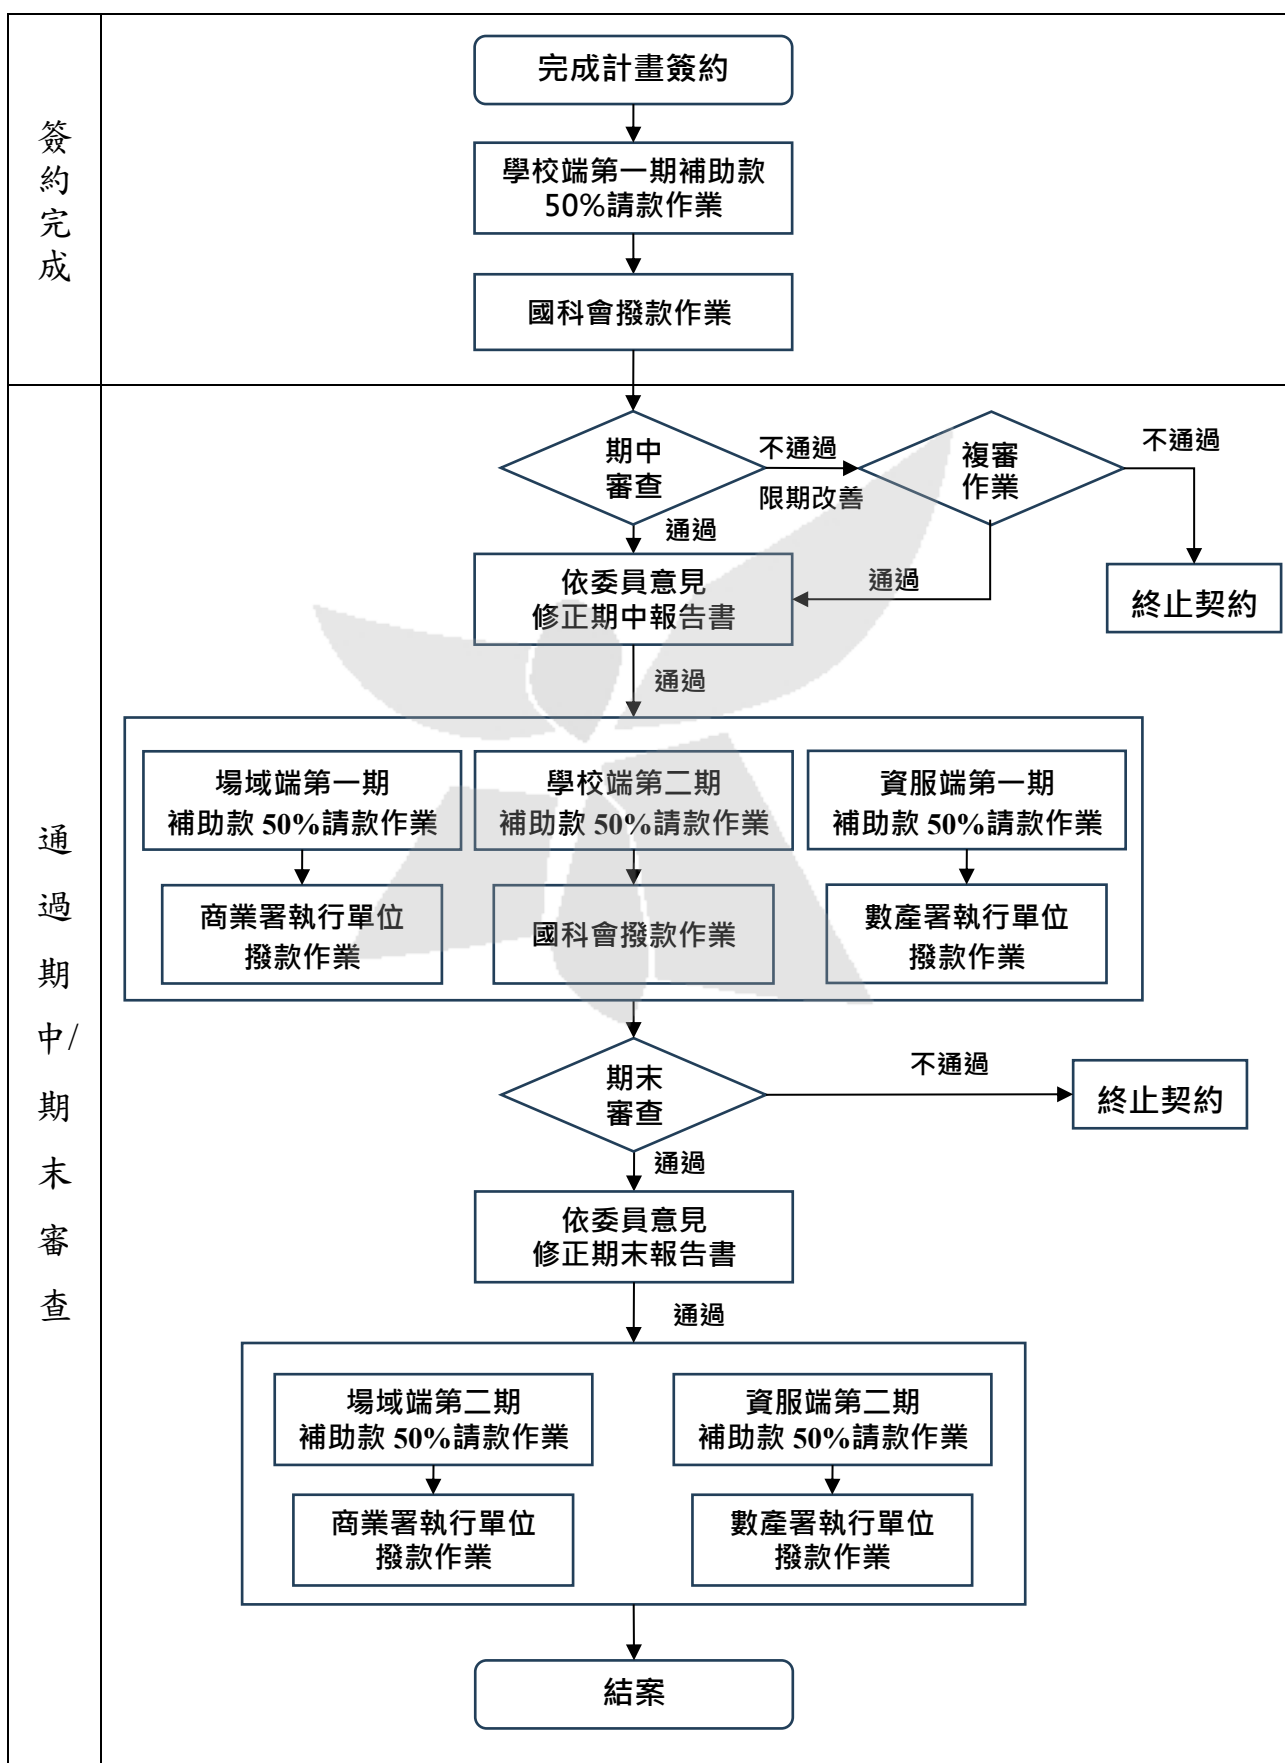 簽約完成
完成計畫簽約
學校端第一期補助款
50%請款作業
國科會撥款作業
通過期中/期末審查
期中
審查
不通過
限期改善
複審
作業
不通過
通過
依委員意見
修正期中報告書
通過
終止契約
通過
場域端第一期
補助款 50%請款作業
學校端第二期
補助款 50%請款作業
資服端第一期
補助款 50%請款作業
商業署執行單位
撥款作業
國科會撥款作業
數產署執行單位
撥款作業
期末
審查
不通過
終止契約
通過
依委員意見
修正期末報告書
通過
場域端第二期
補助款 50%請款作業
資服端第二期
補助款 50%請款作業
商業署執行單位
撥款作業
數產署執行單位
撥款作業
結案